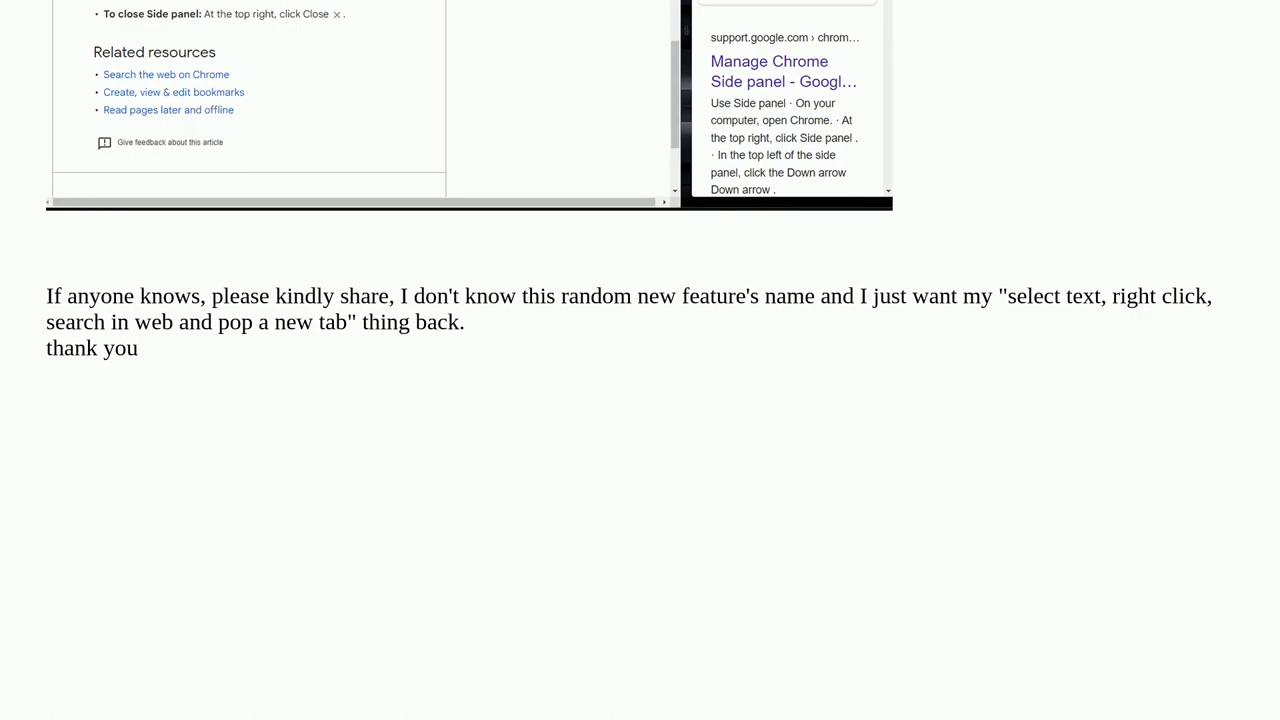 • To close Side panel: At the top right, click Close ×.
Related resources
• Search the web on Chrome
• Create, view & edit bookmarks
• Read pages later and offline
Give feedback about this article
support.google.com › chrom...
Manage Chrome
Side panel - Googl...
Use Side panel · On your
computer, open Chrome. · At
the top right, click Side panel .
· In the top left of the side
panel, click the Down arrow
Down arrow .
If anyone knows, please kindly share, I don't know this random new feature's name and I just want my "select text, right click,
search in web and pop a new tab" thing back.
thank you